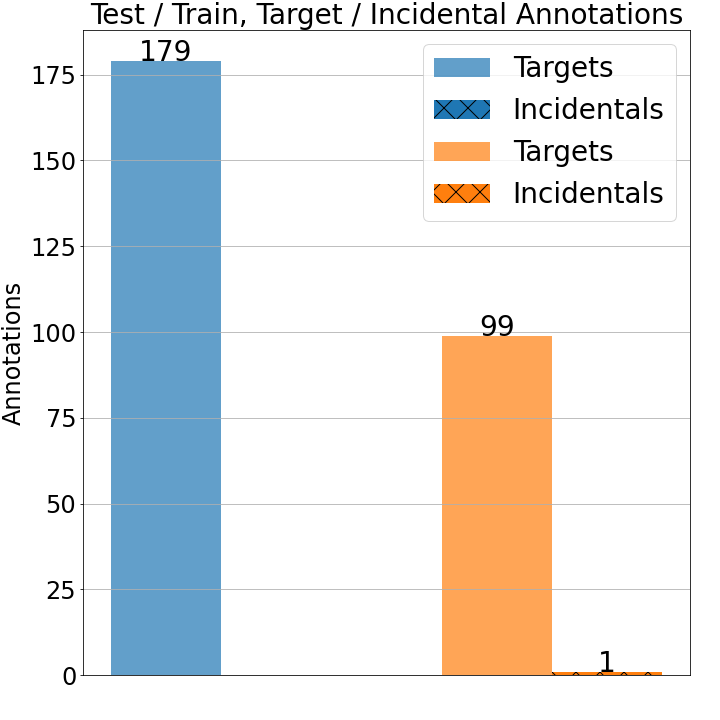 Test / Train, Target / Incidental Annotations
179
175
Targets
Incidentals
150
Targets
Incidentals
125
100
99
Annotations
75
50
25
1
0